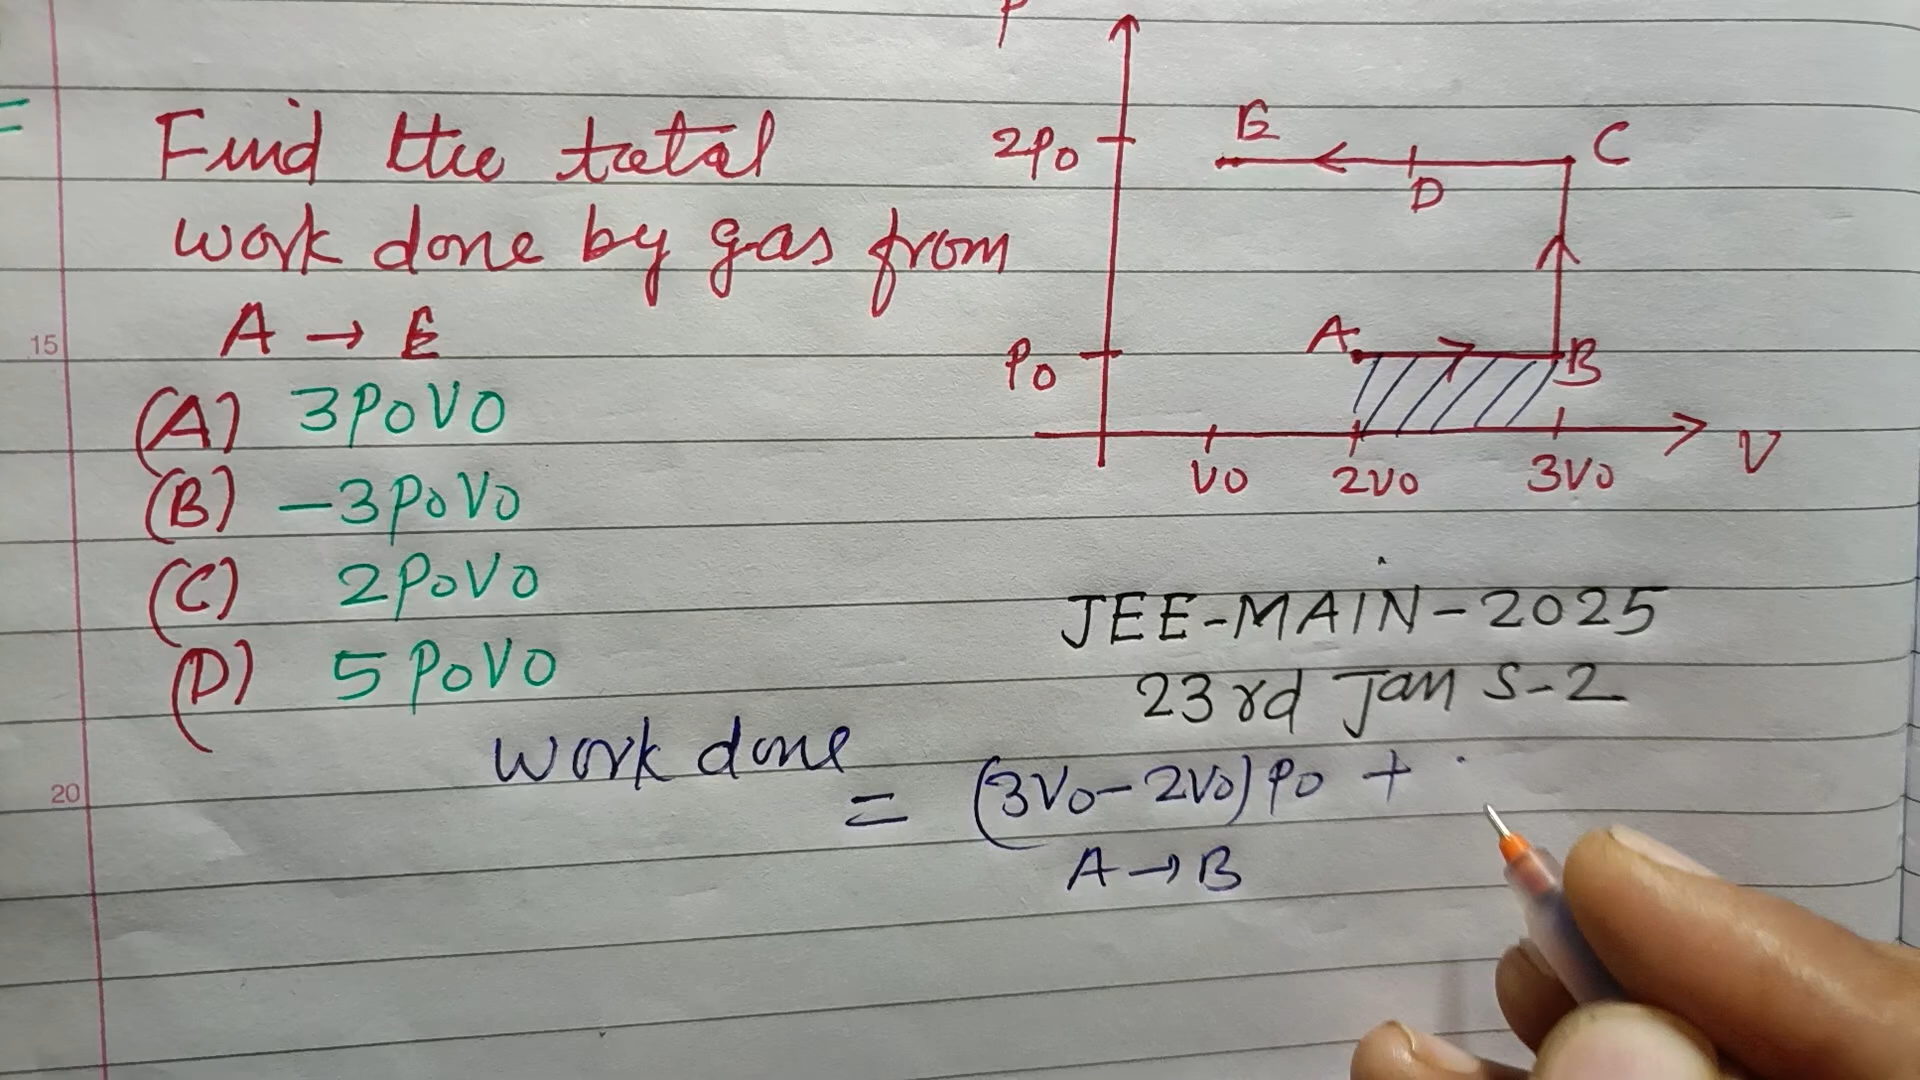 Find the total
work done by gas from
A → E
(A) 3P0V0
(B) -3P0V0
(C) 2P0V0
(D) 5P0V0
P
2P0
E
D
C
P0
A
B
V0
2V0
3V0
V
JEE-MAIN-2025
23rd Jan S-2
work done
= (3V0-2V0)P0 +
A → B
15
20